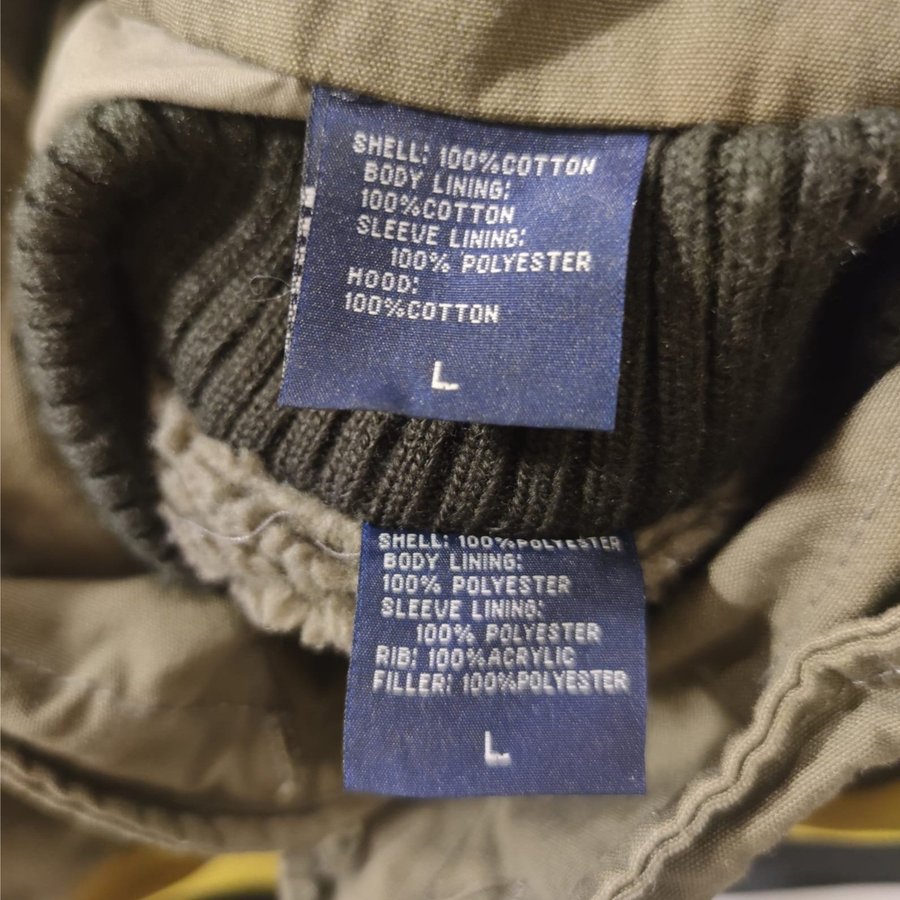 SHELL: 100%COTTON
BODY LINING:
100%COTTON
SLEEVE LINING:
100% POLYESTER
HOOD:
100%COTTON
L
SHELL: 100%POLYESTER
BODY LINING:
100% POLYESTER
SLEEVE LINING:
100% POLYESTER
RIB: 100%ACRYLIC
FILLER: 100%POLYESTER
L